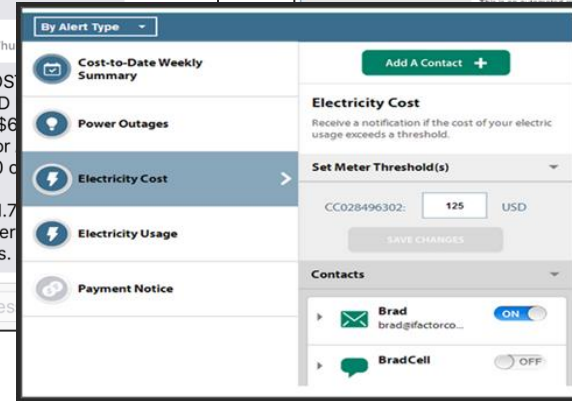 By Alert Type
Cost-to-Date Weekly
Summary
Power Outages
Electricity Cost
Electricity Usage
Payment Notice
Add A Contact +
Electricity Cost
Receive a notification if the cost of your electric
usage exceeds a threshold.
Set Meter Threshold(s)
CC028496302: 125 USD
SAVE CHANGES
Contacts
Brad ON
brad@ifactorco...
BradCell OFF